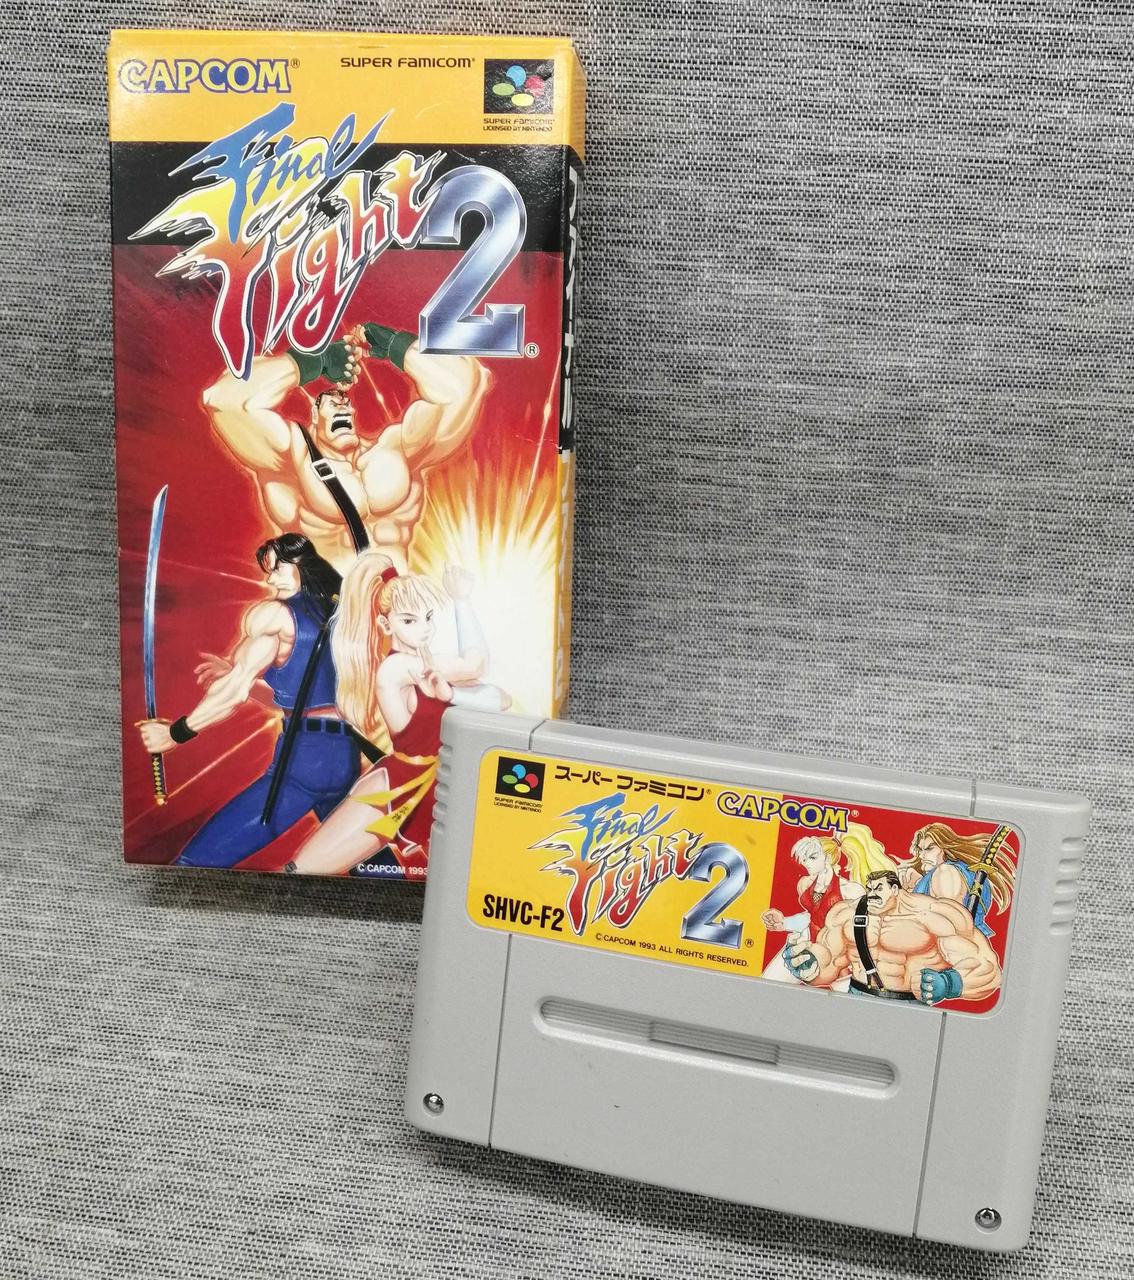 CAPCOM®
SUPER FAMICOM®
SUPER FAMICOM®
LICENSED BY NINTENDO
Final
Fight 2®
© CAPCOM 1993
SUPER FAMICOM®
LICENSED BY NINTENDO
スーパーファミコン®
CAPCOM®
Final
Fight 2®
SHVC-F2
© CAPCOM 1993 ALL RIGHTS RESERVED.